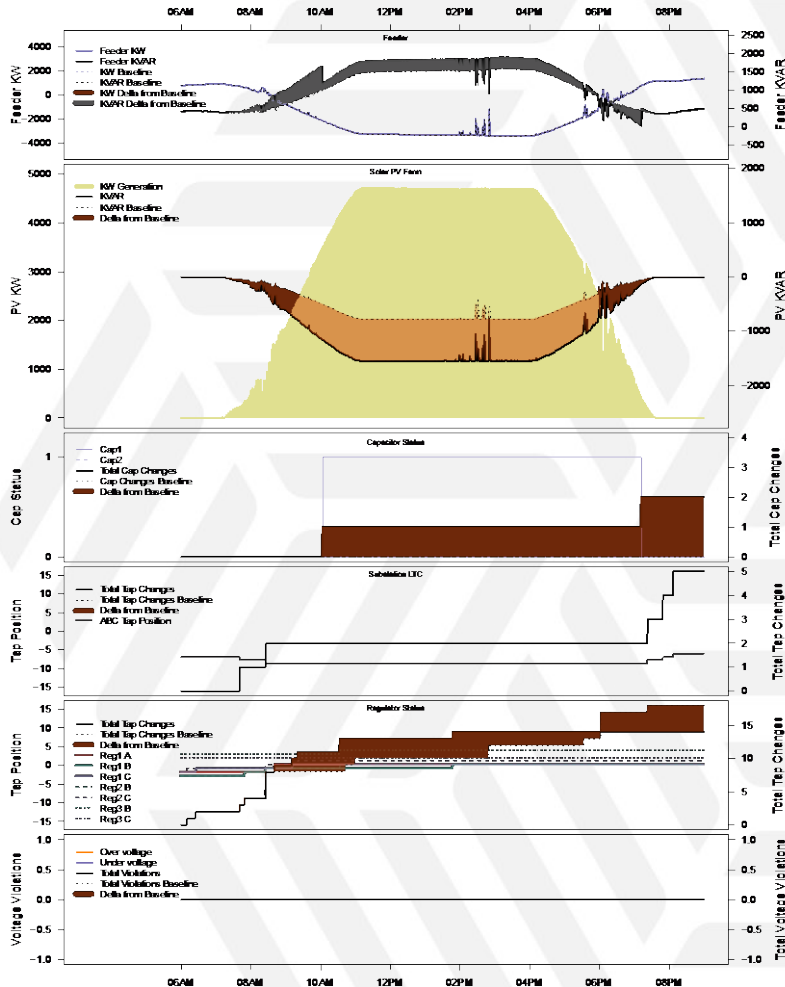 06AM 08AM 10AM 12PM 02PM 04PM 06PM 08PM
Feeder
Feeder KW
Feeder KVAR
KW Baseline
KVAR Baseline
KW Delta from Baseline
KVAR Delta from Baseline
4000
2000
0
−2000
−4000
Feeder KW
2500
2000
1500
1000
500
0
−500
Feeder KVAR
Solar PV Farm
KW Generation
KVAR
KVAR Baseline
Delta from Baseline
5000
4000
3000
2000
1000
0
PV KW
2000
1000
0
−1000
−2000
PV KVAR
Capacitor Status
Cap1
Cap2
Total Cap Changes
Cap Changes Baseline
Delta from Baseline
1
0
Cap Status
4
3
2
1
0
Total Cap Changes
Substation LTC
Total Tap Changes
Total Tap Changes Baseline
Delta from Baseline
ABC Tap Position
15
10
5
0
−5
−10
−15
Tap Position
5
4
3
2
1
0
Total Tap Changes
Regulator Status
Total Tap Changes
Total Tap Changes Baseline
Delta from Baseline
Reg1 A
Reg1 B
Reg1 C
Reg2 B
Reg2 C
Reg3 B
Reg3 C
15
10
5
0
−5
−10
−15
Tap Position
15
10
5
0
Total Tap Changes
Over voltage
Under voltage
Total Violations
Total Violations Baseline
Delta from Baseline
1.0
0.5
0.0
−0.5
−1.0
Voltage Violations
1.0
0.5
0.0
−0.5
−1.0
Total Voltage Violations
06AM 08AM 10AM 12PM 02PM 04PM 06PM 08PM